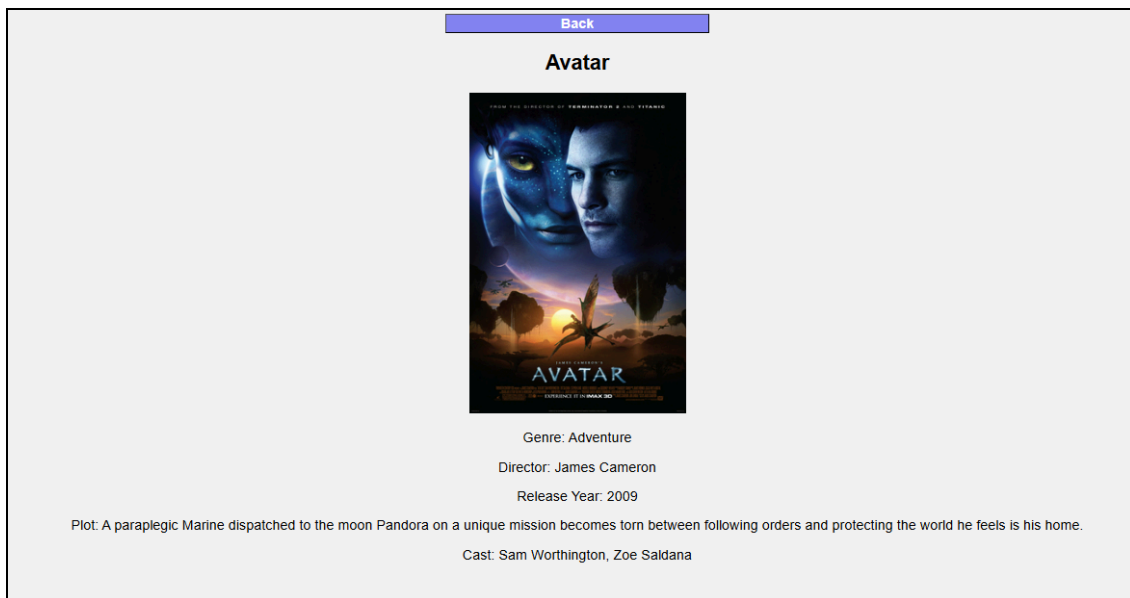 Back
Avatar
FROM THE DIRECTOR OF TERMINATOR 2 AND TITANIC
JAMES CAMERON'S
AVATAR
EXPERIENCE IT IN IMAX 3D
Genre: Adventure
Director: James Cameron
Release Year: 2009
Plot: A paraplegic Marine dispatched to the moon Pandora on a unique mission becomes torn between following orders and protecting the world he feels is his home.
Cast: Sam Worthington, Zoe Saldana